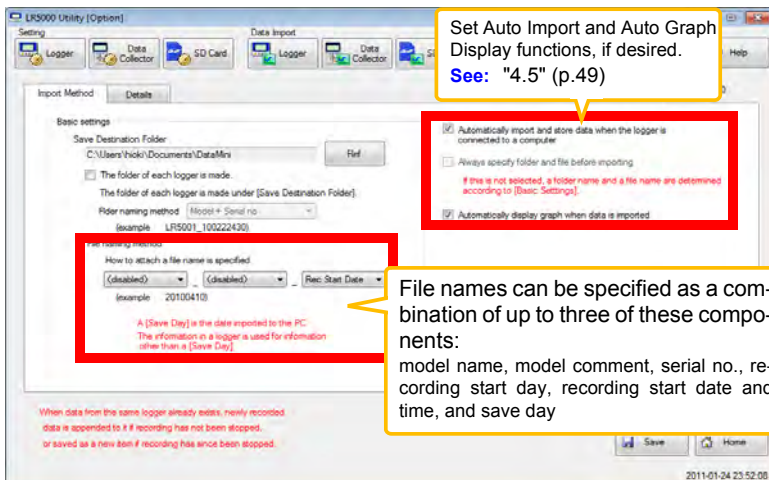 LR5000 Utility [Option]
Setting
Data Import
Logger
Data Collector
SD Card
Logger
Data Collector
Help
Set Auto Import and Auto Graph
Display functions, if desired.
See: "4.5" (p.49)
Import Method
Details
Basic settings
Save Destination Folder
C:\Users\hioki\Documents\DataMini
Ref
The folder of each logger is made.
The folder of each logger is made under [Save Destination Folder].
Flder naming method
Model + Serial no
(example LR5001_100222430)
File naming method
How to attach a file name is specified
(disabled) _ (disabled) _ Rec Start Date
(example 20100410)
A [Save Day] is the date imported to the PC
The information in a logger is used for information
other than a [Save Day]
Automatically import and store data when the logger is
connected to a computer
Always specify folder and file before importing
If this is not selected, a folder name and a file name are determined
according to [Basic Settings].
Automatically display graph when data is imported
File names can be specified as a com-
bination of up to three of these compo-
nents:
model name, model comment, serial no., re-
cording start day, recording start date and
time, and save day
When data from the same logger already exists, newly recorded
data is appended to it if recording has not been stopped,
or saved as a new item if recording has since been stopped.
Save
Home
2011-01-24 23:52:08